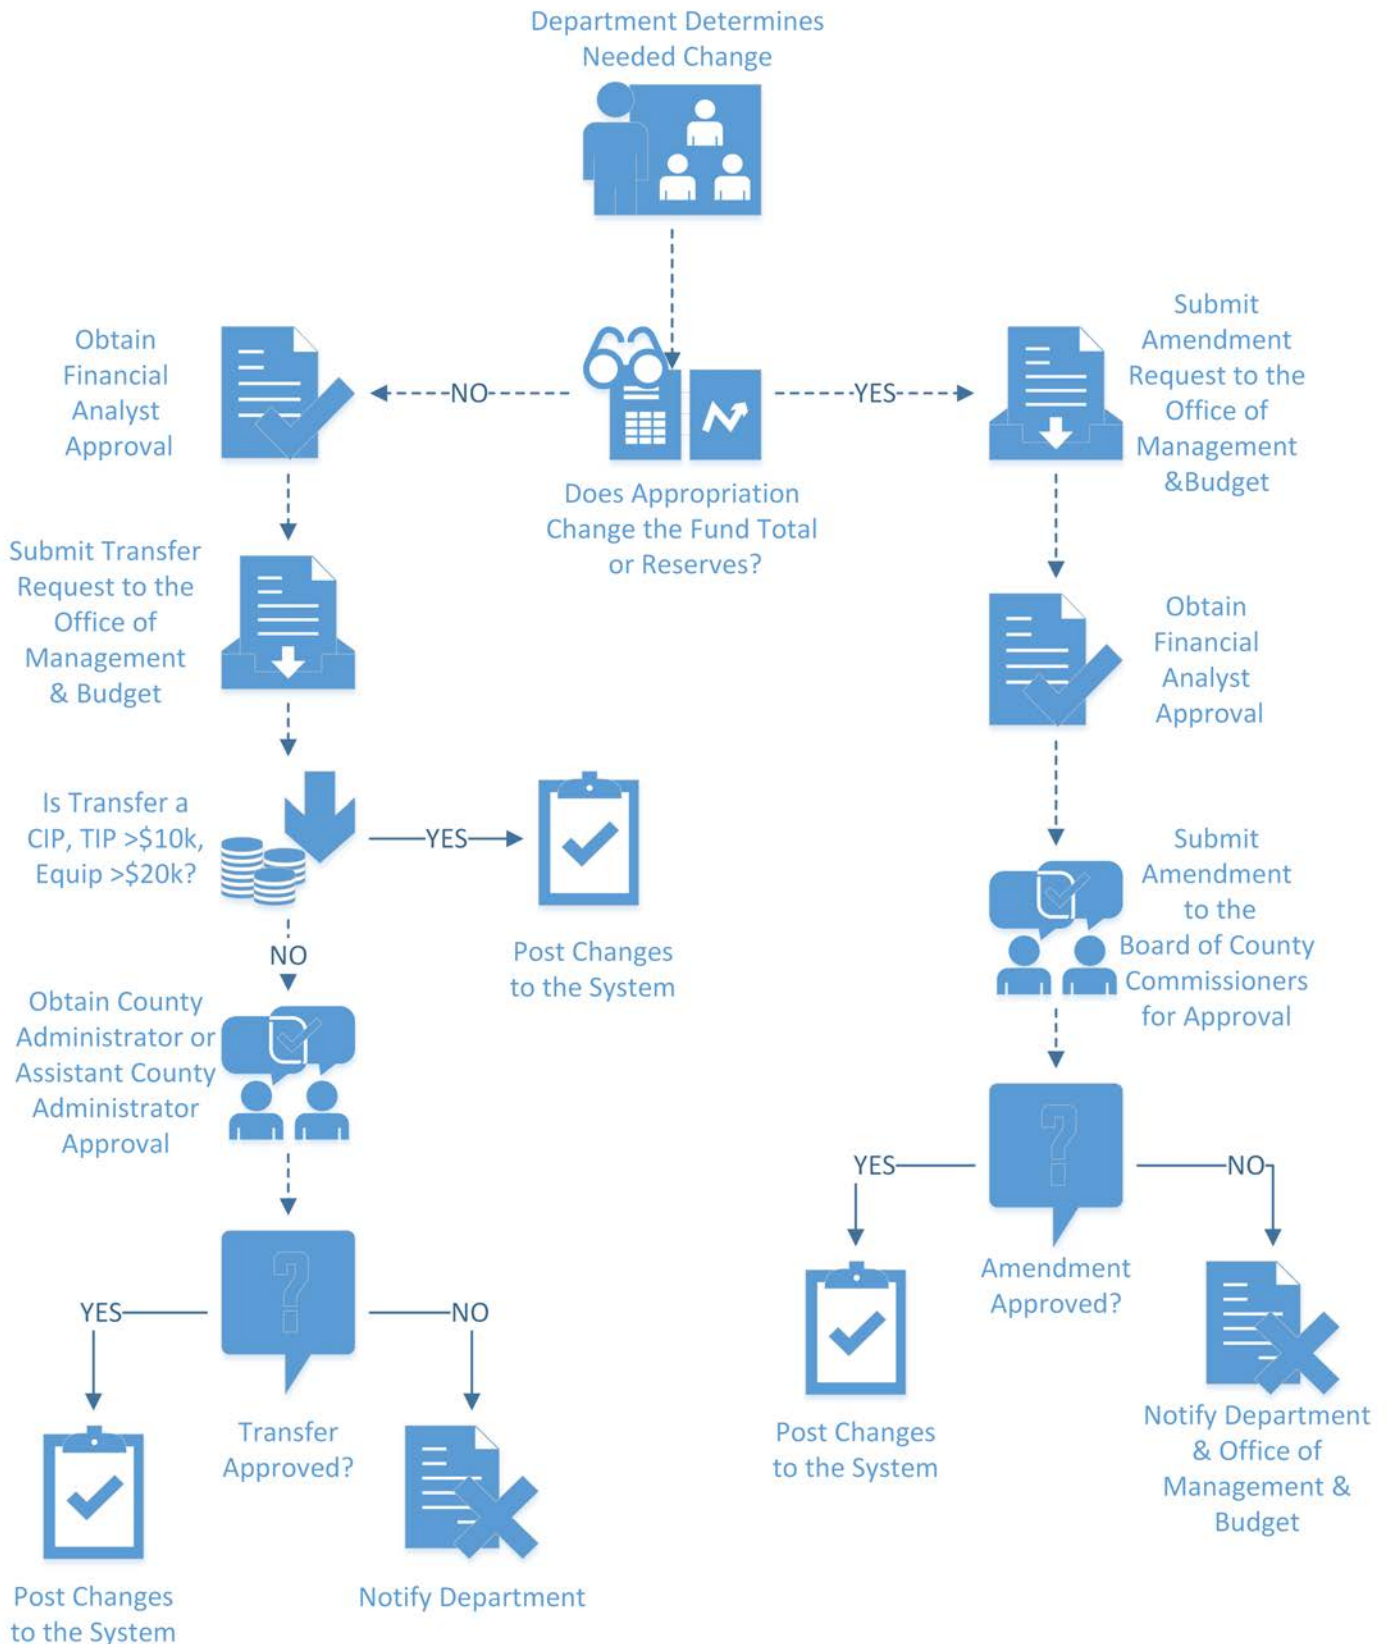 Department Determines
Needed Change
Obtain
Financial
Analyst
Approval
NO
YES
Submit
Amendment
Request to the
Office of
Management
&Budget
Does Appropriation
Change the Fund Total
or Reserves?
Submit Transfer
Request to the
Office of
Management
& Budget
Obtain
Financial
Analyst
Approval
Is Transfer a
CIP, TIP >$10k,
Equip >$20k?
YES
Post Changes
to the System
NO
Submit
Amendment
to the
Board of County
Commissioners
for Approval
Obtain County
Administrator or
Assistant County
Administrator
Approval
?
YES
NO
Amendment
Approved?
?
YES
NO
Transfer
Approved?
Post Changes
to the System
Notify Department
& Office of
Management &
Budget
Post Changes
to the System
Notify Department